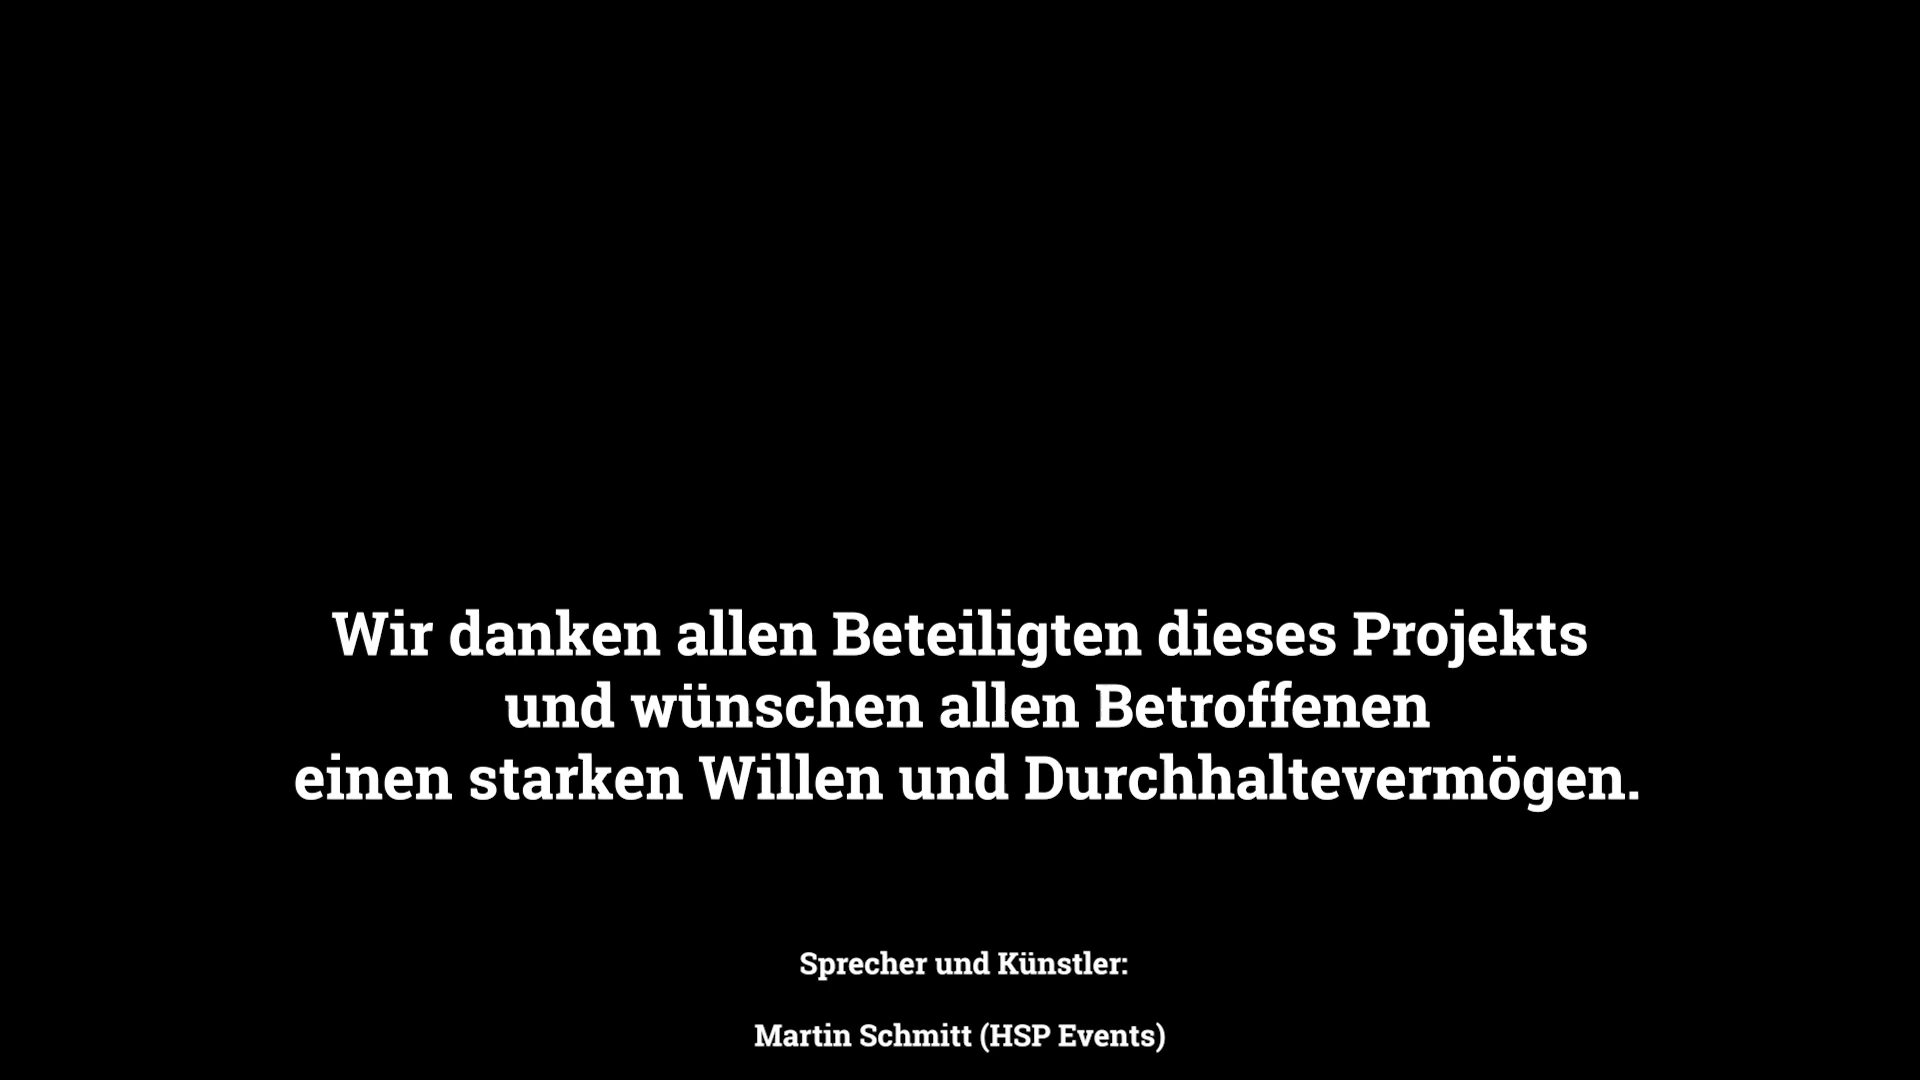 Wir danken allen Beteiligten dieses Projekts
und wünschen allen Betroffenen
einen starken Willen und Durchhaltevermögen.
Sprecher und Künstler:
Martin Schmitt (HSP Events)